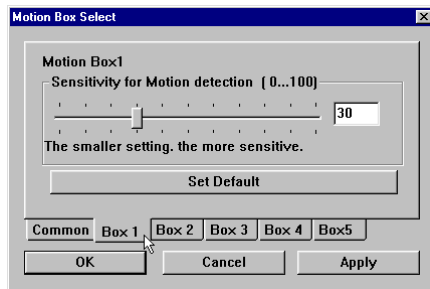 Motion Box Select
Motion Box1
Sensitivity for Motion detection ( 0...100)
30
The smaller setting. the more sensitive.
Set Default
Common Box 1 Box 2 Box 3 Box 4 Box5
OK Cancel Apply